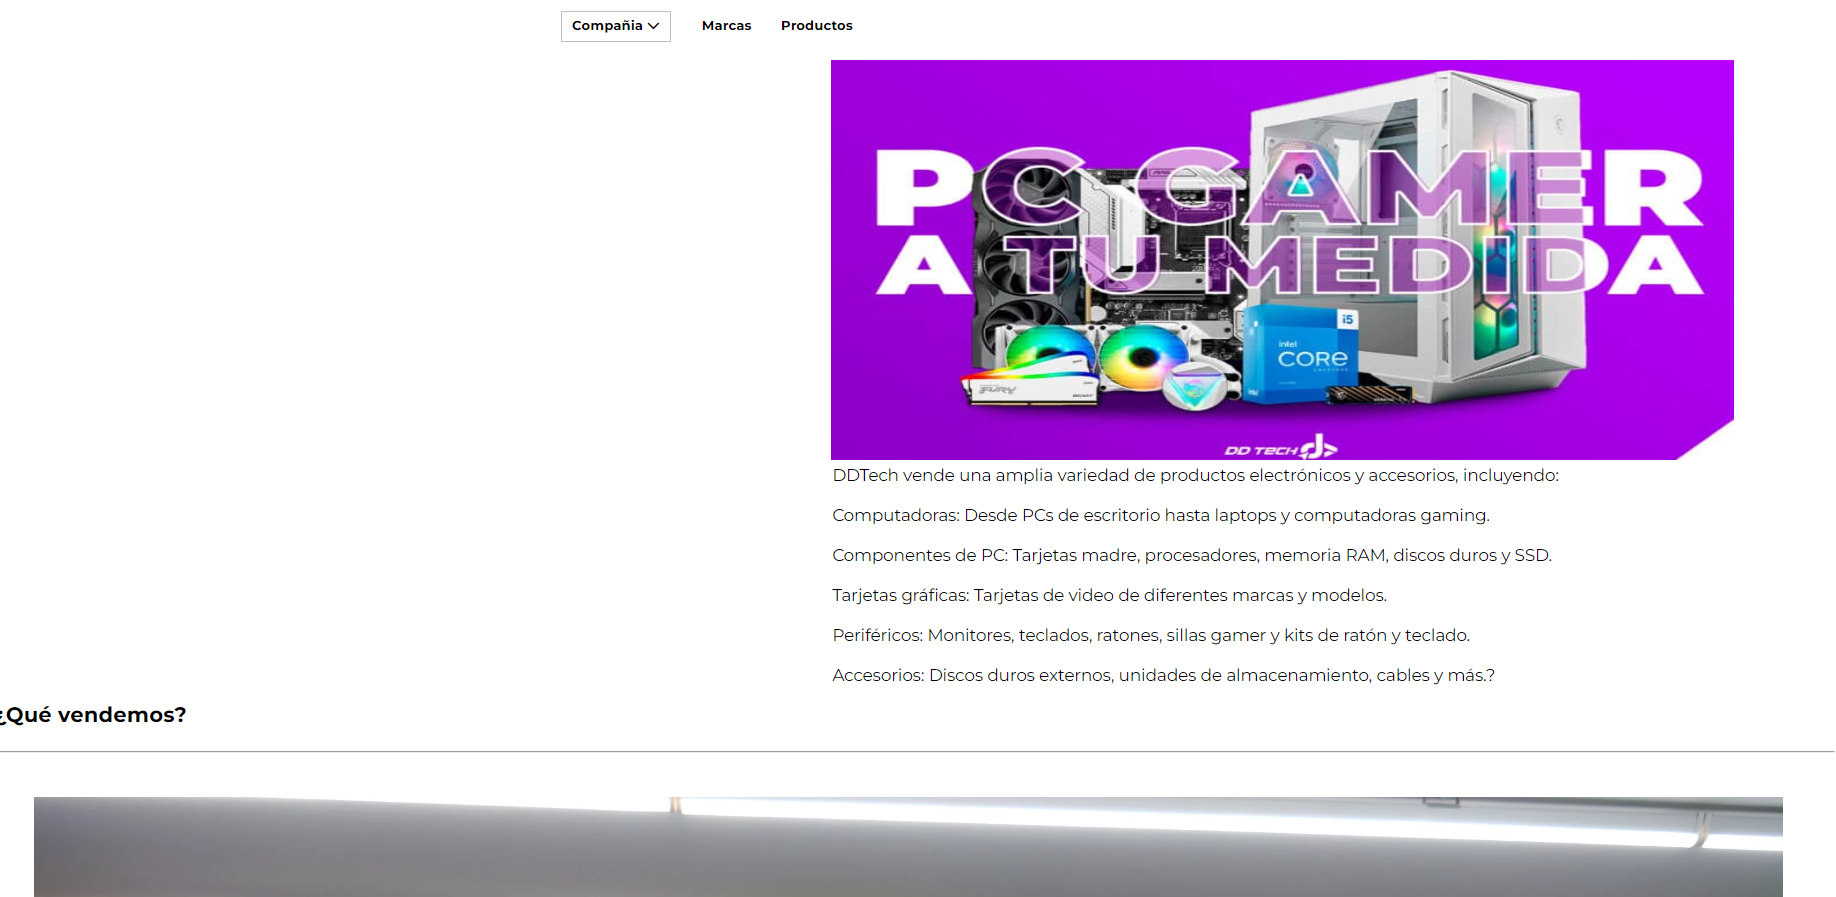 Compañia Marcas Productos
PC GAMER
A TU MEDIDA
i5
intel
CORE
intel
FURY
BEAST
DD TECH
DDTech vende una amplia variedad de productos electrónicos y accesorios, incluyendo:
Computadoras: Desde PCs de escritorio hasta laptops y computadoras gaming.
Componentes de PC: Tarjetas madre, procesadores, memoria RAM, discos duros y SSD.
Tarjetas gráficas: Tarjetas de video de diferentes marcas y modelos.
Periféricos: Monitores, teclados, ratones, sillas gamer y kits de ratón y teclado.
Accesorios: Discos duros externos, unidades de almacenamiento, cables y más.?
¿Qué vendemos?